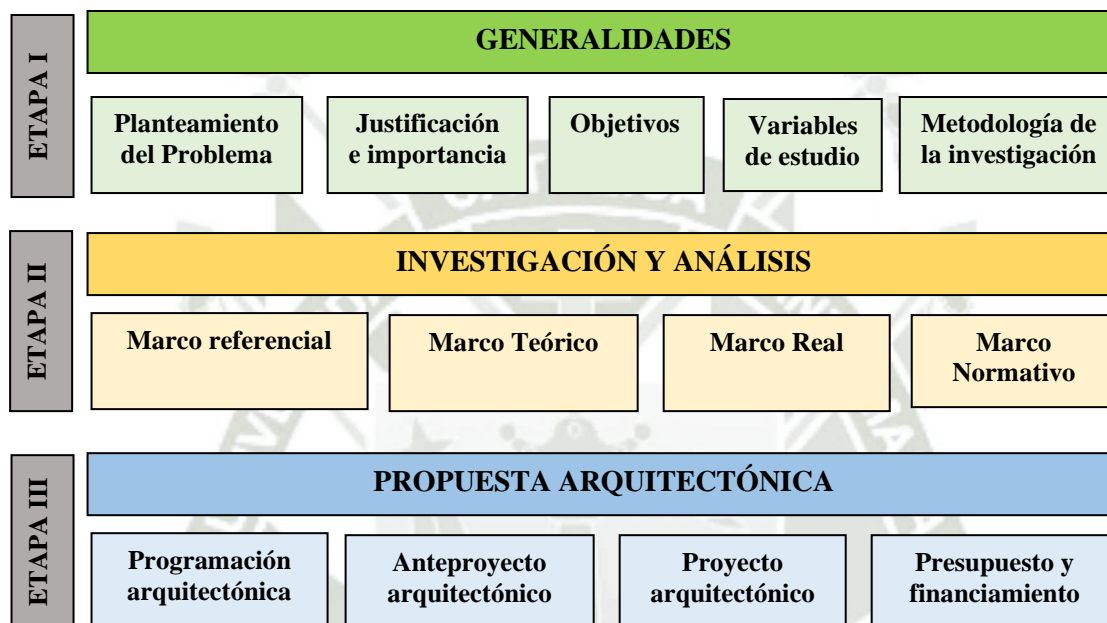 ETAPA I
GENERALIDADES
Planteamiento
del Problema
Justificación
e importancia
Objetivos
Variables
de estudio
Metodología de
la investigación
ETAPA II
INVESTIGACIÓN Y ANÁLISIS
Marco referencial
Marco Teórico
Marco Real
Marco
Normativo
ETAPA III
PROPUESTA ARQUITECTÓNICA
Programación
arquitectónica
Anteproyecto
arquitectónico
Proyecto
arquitectónico
Presupuesto y
financiamiento